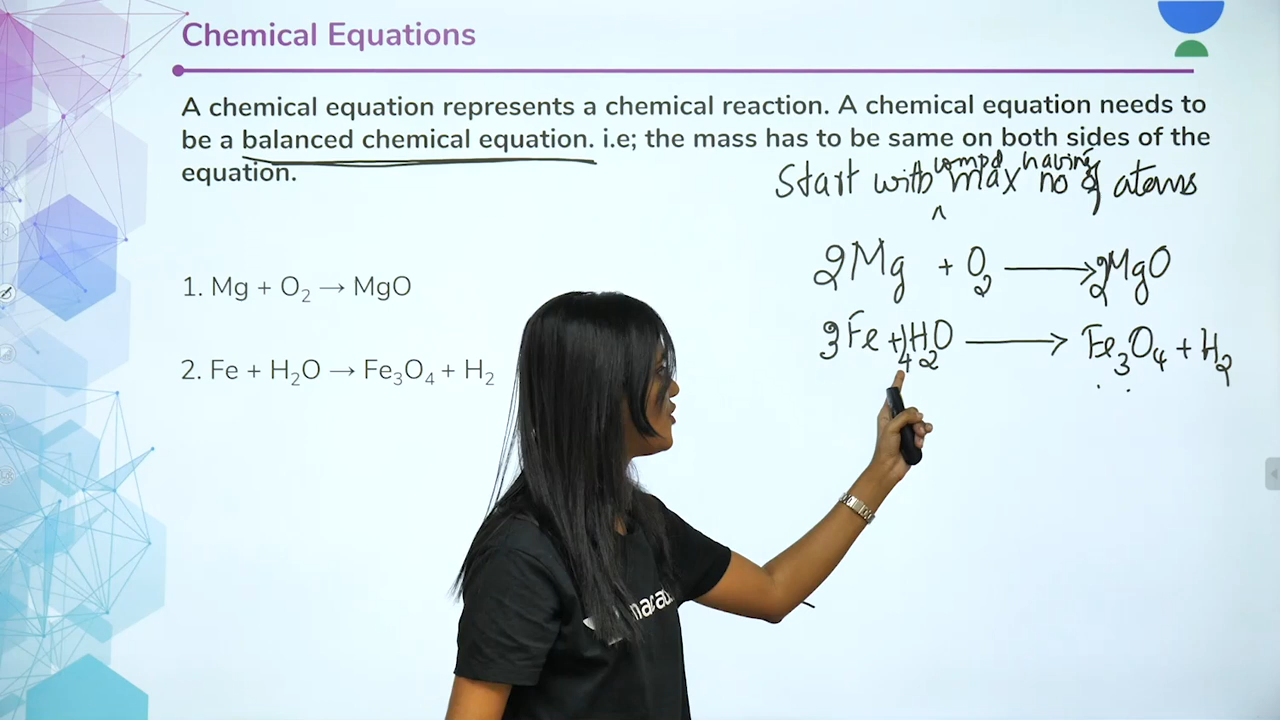 Chemical Equations
A chemical equation represents a chemical reaction. A chemical equation needs to
be a balanced chemical equation. i.e; the mass has to be same on both sides of the
equation.
compd having
Start with ^ max no of atoms
1. Mg + O₂ → MgO
2Mg + O₂ → 2MgO
2. Fe + H₂O → Fe₃O₄ + H₂
3Fe + 4H₂O → Fe₃O₄ + H₂